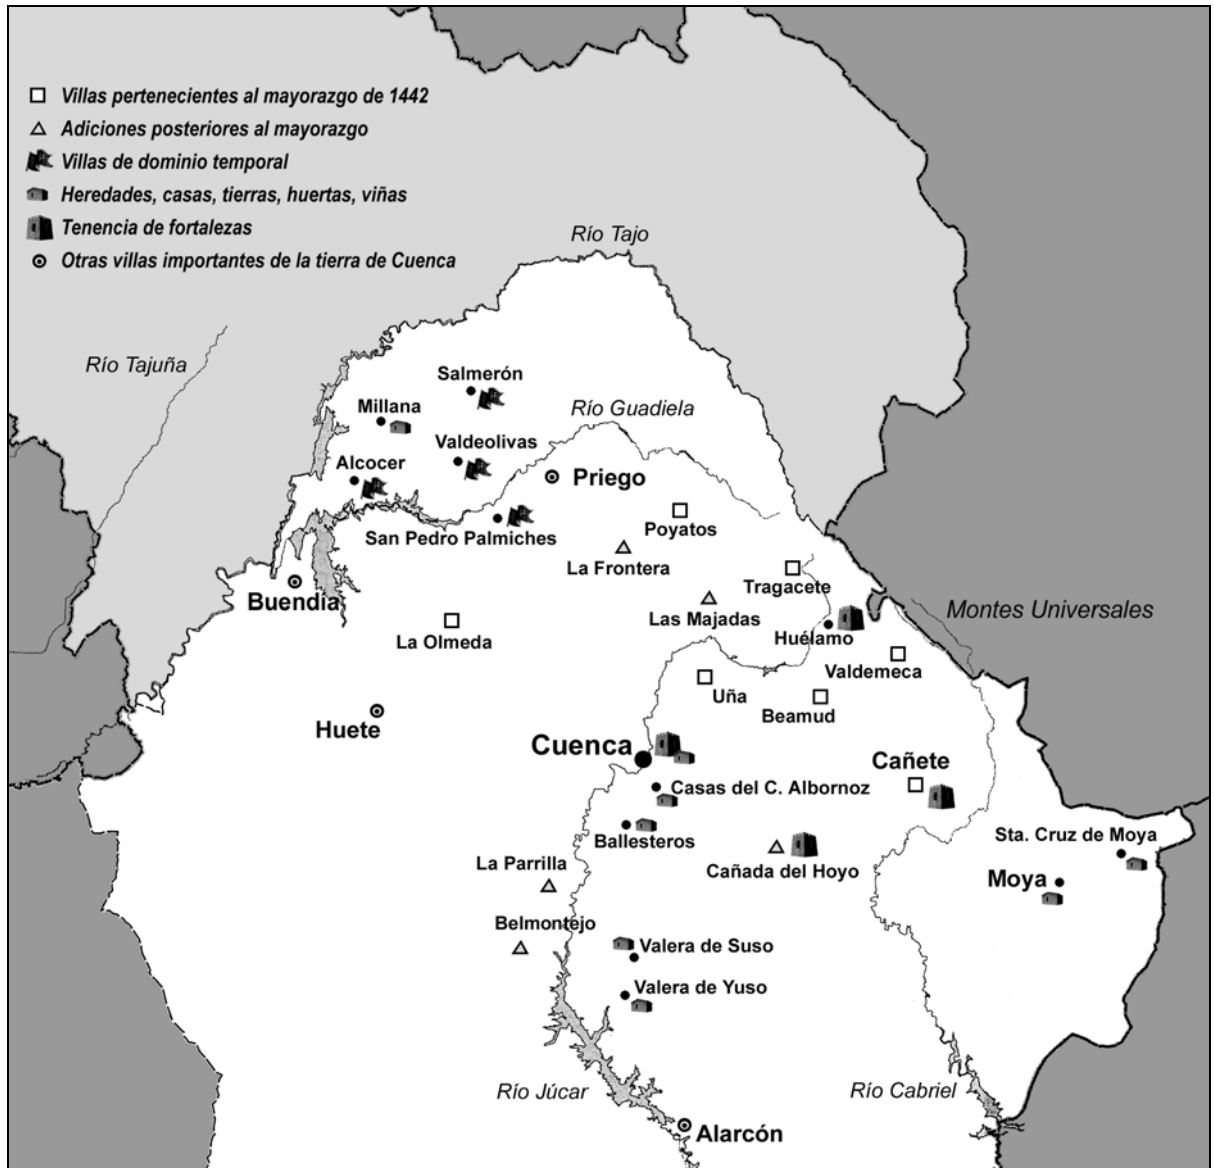 Villas pertenecientes al mayorazgo de 1442
Adiciones posteriores al mayorazgo
Villas de dominio temporal
Heredades, casas, tierras, huertas, viñas
Tenencia de fortalezas
Otras villas importantes de la tierra de Cuenca
Río Tajo
Río Tajuña
Salmerón
Millana
Río Guadiela
Valdeolivas
Alcocer
Priego
Poyatos
San Pedro Palmiches
La Frontera
Tragacete
Buendía
Montes Universales
Las Majadas
Huélamo
La Olmeda
Valdemeca
Uña
Beamud
Huete
Cuenca
Cañete
Casas del C. Albornoz
Ballesteros
Sta. Cruz de Moya
La Parrilla
Cañada del Hoyo
Moya
Belmontejo
Valera de Suso
Valera de Yuso
Río Júcar
Río Cabriel
Alarcón